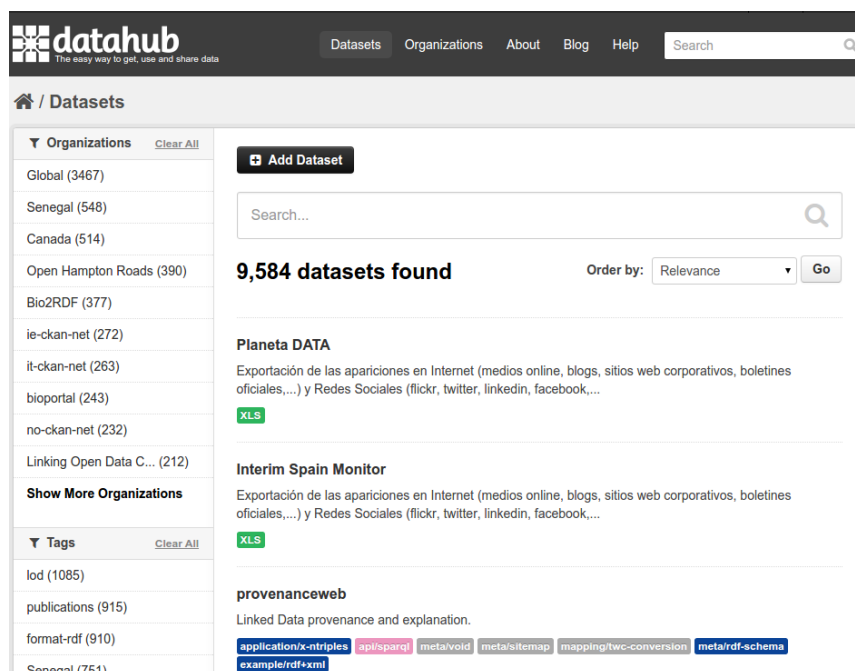 datahub
The easy way to get, use and share data
Datasets Organizations About Blog Help Search
/ Datasets
Organizations Clear All
Global (3467)
Senegal (548)
Canada (514)
Open Hampton Roads (390)
Bio2RDF (377)
ie-ckan-net (272)
it-ckan-net (263)
bioportal (243)
no-ckan-net (232)
Linking Open Data C... (212)
Show More Organizations
Tags Clear All
lod (1085)
publications (915)
format-rdf (910)
Senegal (751)
Add Dataset
Search...
9,584 datasets found
Order by: Relevance Go
Planeta DATA
Exportación de las apariciones en Internet (medios online, blogs, sitios web corporativos, boletines
oficiales,...) y Redes Sociales (flickr, twitter, linkedin, facebook,...
XLS
Interim Spain Monitor
Exportación de las apariciones en Internet (medios online, blogs, sitios web corporativos, boletines
oficiales,...) y Redes Sociales (flickr, twitter, linkedin, facebook,...
XLS
provenanceweb
Linked Data provenance and explanation.
application/x-ntriples api/sparql meta/void meta/sitemap mapping/twc-conversion meta/rdf-schema
example/rdf+xml